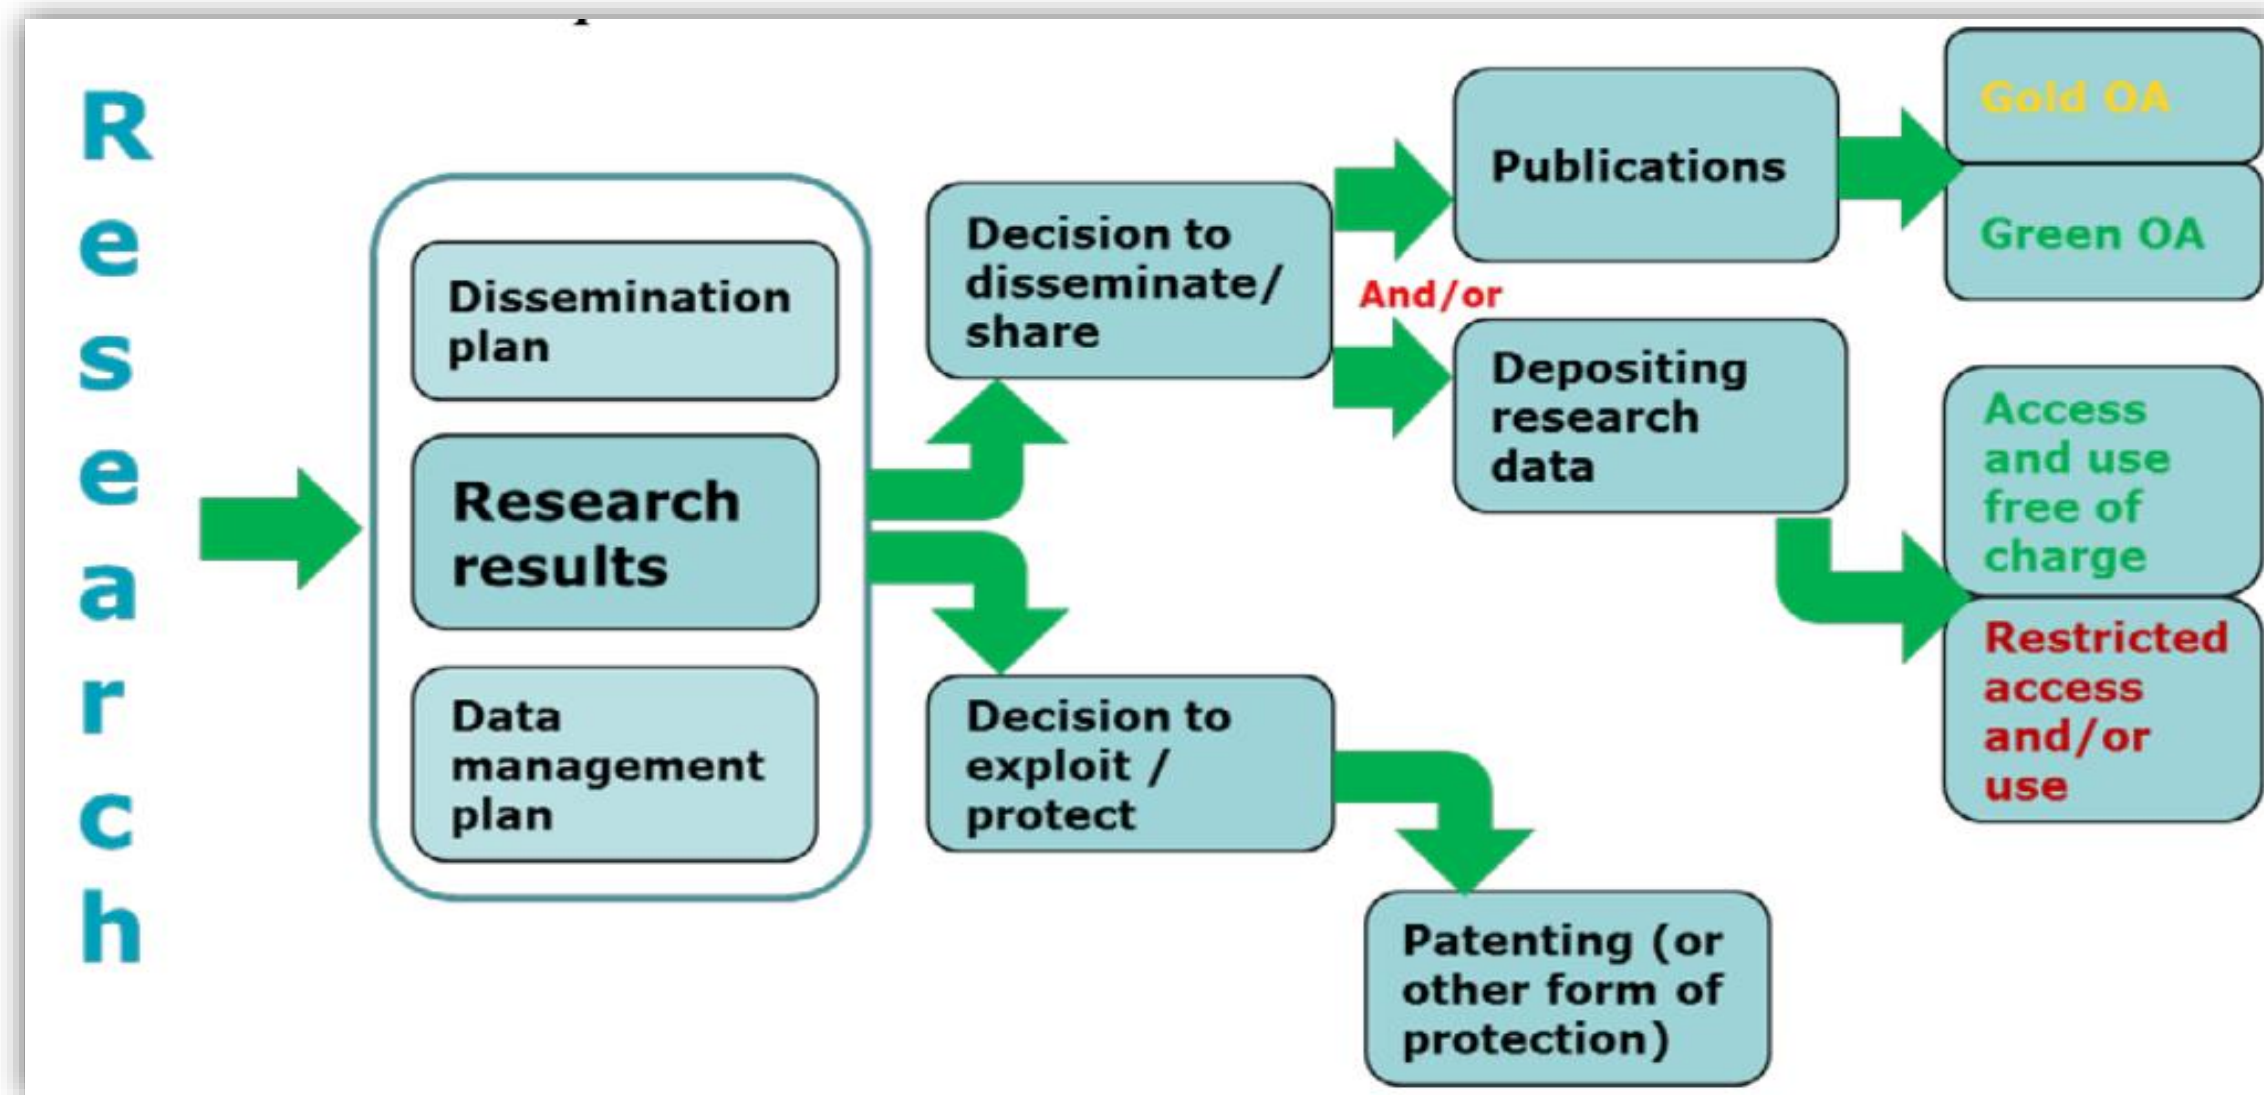 Research
Dissemination
plan
Research
results
Data
management
plan
Decision to
disseminate/
share
Decision to
exploit /
protect
And/or
Publications
Depositing
research
data
Patenting (or
other form of
protection)
Gold OA
Green OA
Access
and use
free of
charge
Restricted
access
and/or
use